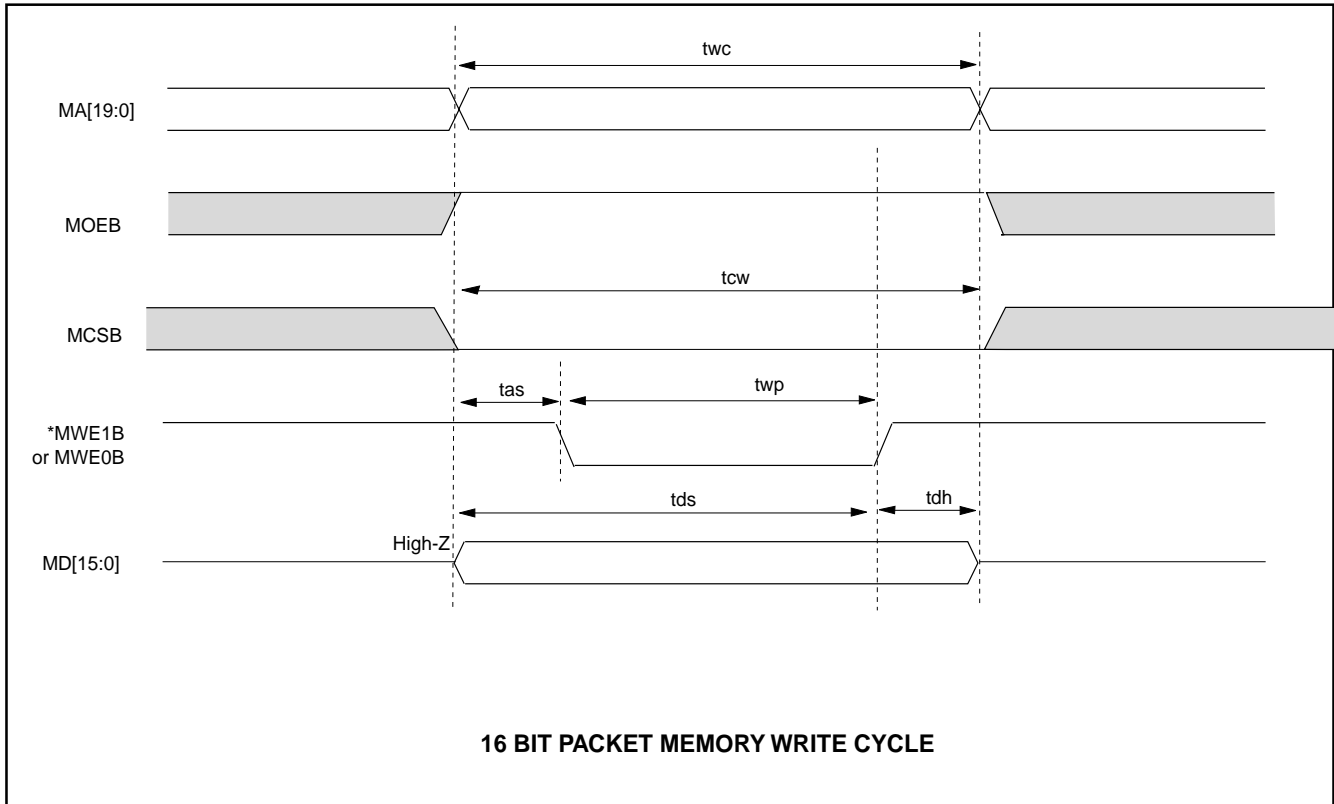 twc
MA[19:0]
MOEB
tcw
MCSB
tas
twp
*MWE1B
or MWE0B
tds
tdh
High-Z
MD[15:0]
16 BIT PACKET MEMORY WRITE CYCLE